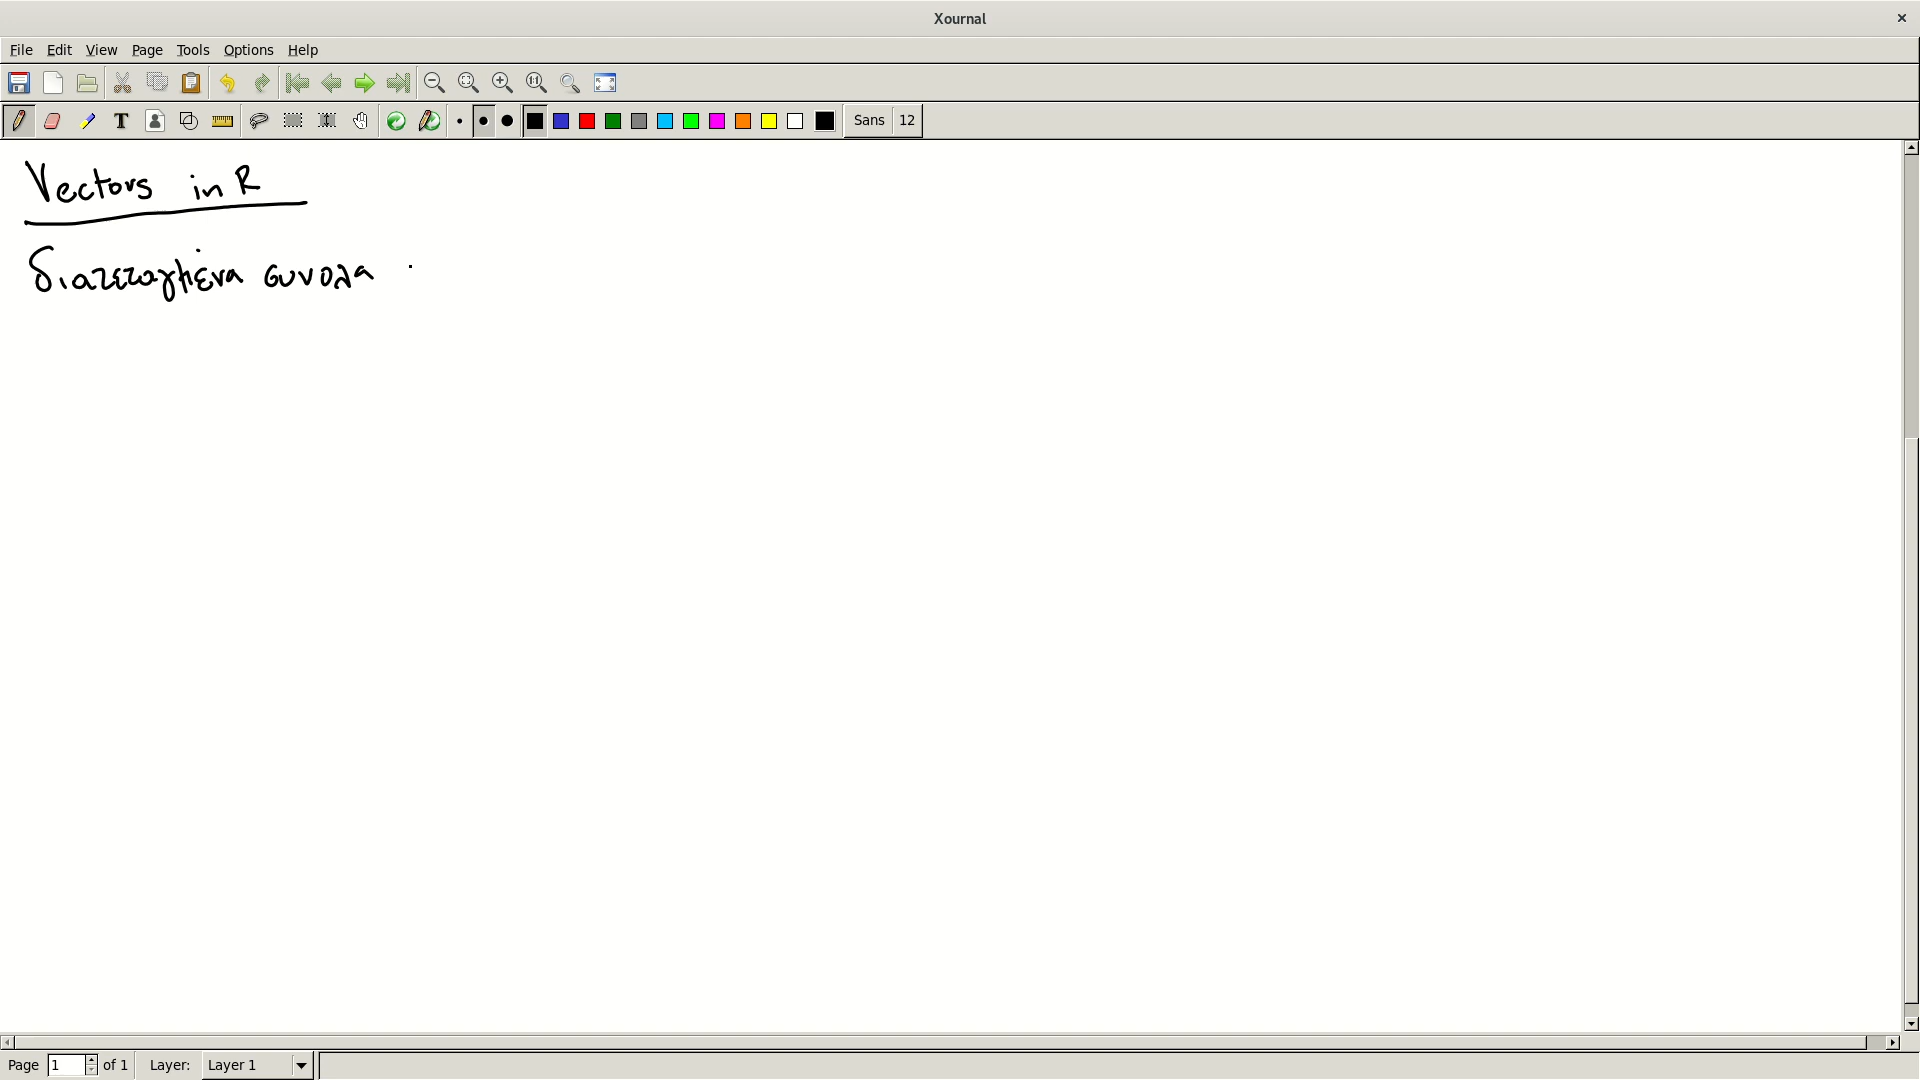 Xournal
File Edit View Page Tools Options Help
T Sans 12
Vectors in R
διατεταγμένα συνολα
Page 1 of 1 Layer: Layer 1